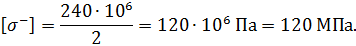 [σ⁻] = 240 · 10⁶ / 2 = 120 · 10⁶ Па = 120 МПа.